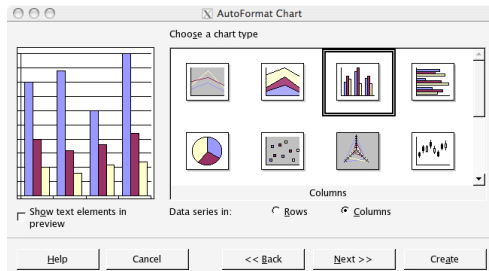 AutoFormat Chart
Choose a chart type
Columns
Show text elements in
preview
Data series in:
Rows
Columns
Help
Cancel
<< Back
Next >>
Create